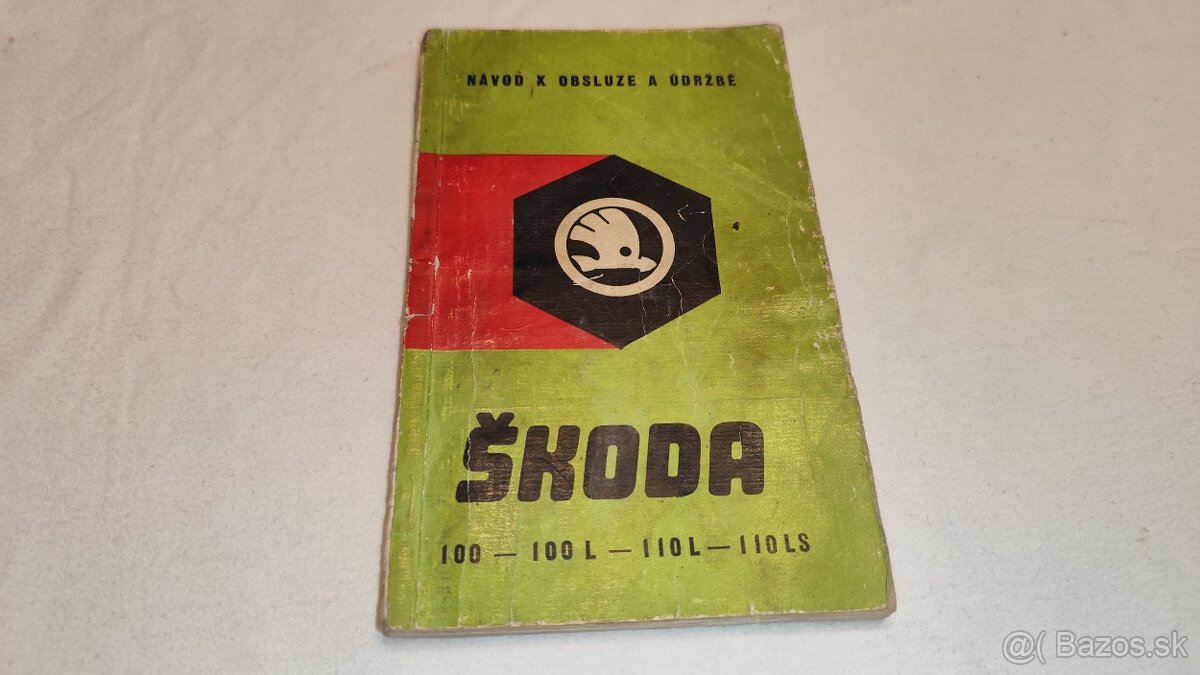 NÁVOD K OBSLUZE A ÚDRŽBĚ
ŠKODA
100 — 100 L — 110 L — 110 LS
@( Bazos.sk